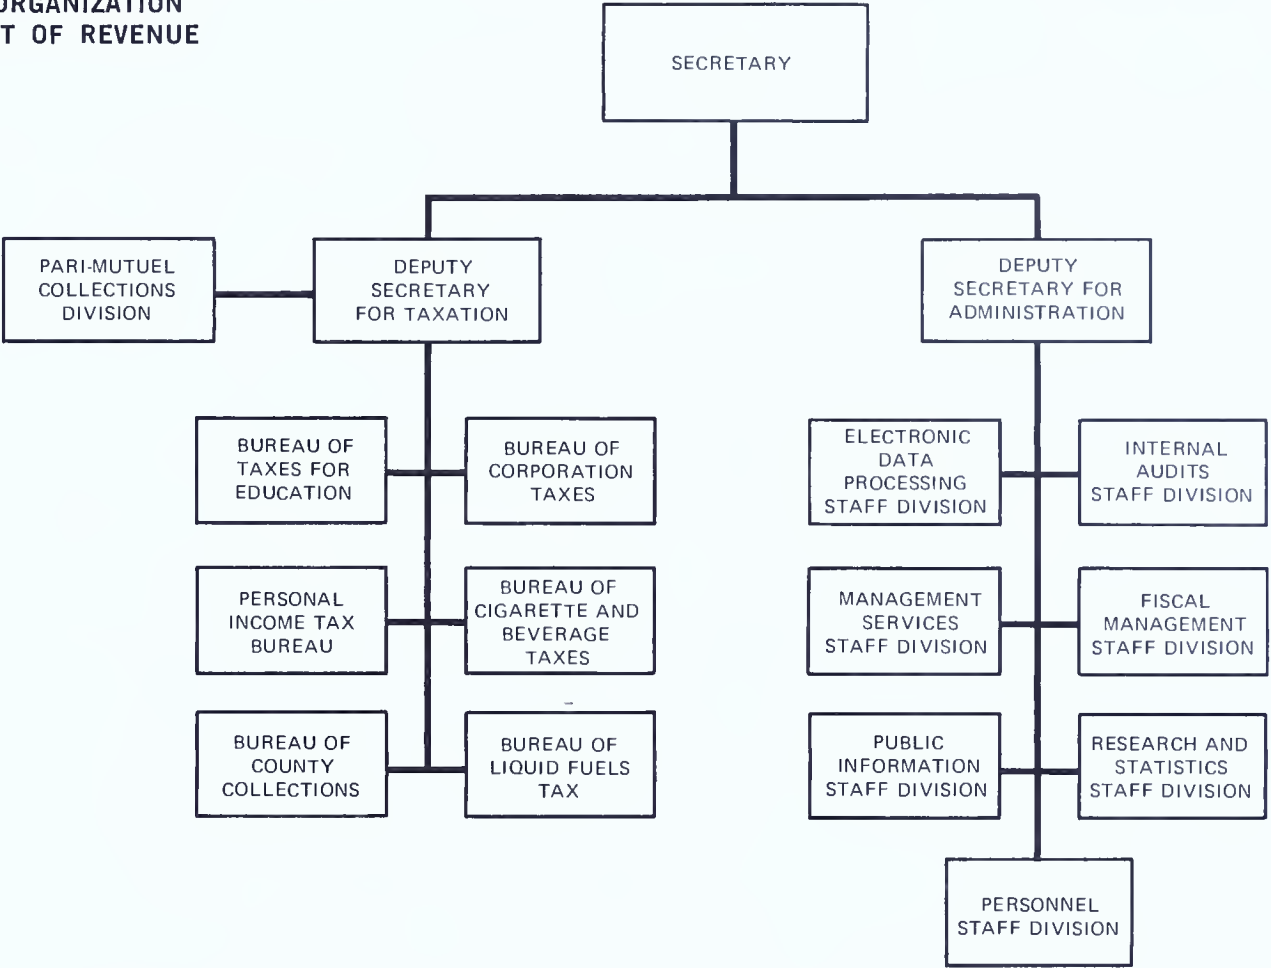 ORGANIZATION
T OF REVENUE
SECRETARY
PARI-MUTUEL
COLLECTIONS
DIVISION
DEPUTY
SECRETARY
FOR TAXATION
DEPUTY
SECRETARY FOR
ADMINISTRATION
BUREAU OF
TAXES FOR
EDUCATION
BUREAU OF
CORPORATION
TAXES
ELECTRONIC
DATA
PROCESSING
STAFF DIVISION
INTERNAL
AUDITS
STAFF DIVISION
PERSONAL
INCOME TAX
BUREAU
BUREAU OF
CIGARETTE AND
BEVERAGE
TAXES
MANAGEMENT
SERVICES
STAFF DIVISION
FISCAL
MANAGEMENT
STAFF DIVISION
BUREAU OF
COUNTY
COLLECTIONS
BUREAU OF
LIQUID FUELS
TAX
PUBLIC
INFORMATION
STAFF DIVISION
RESEARCH AND
STATISTICS
STAFF DIVISION
PERSONNEL
STAFF DIVISION